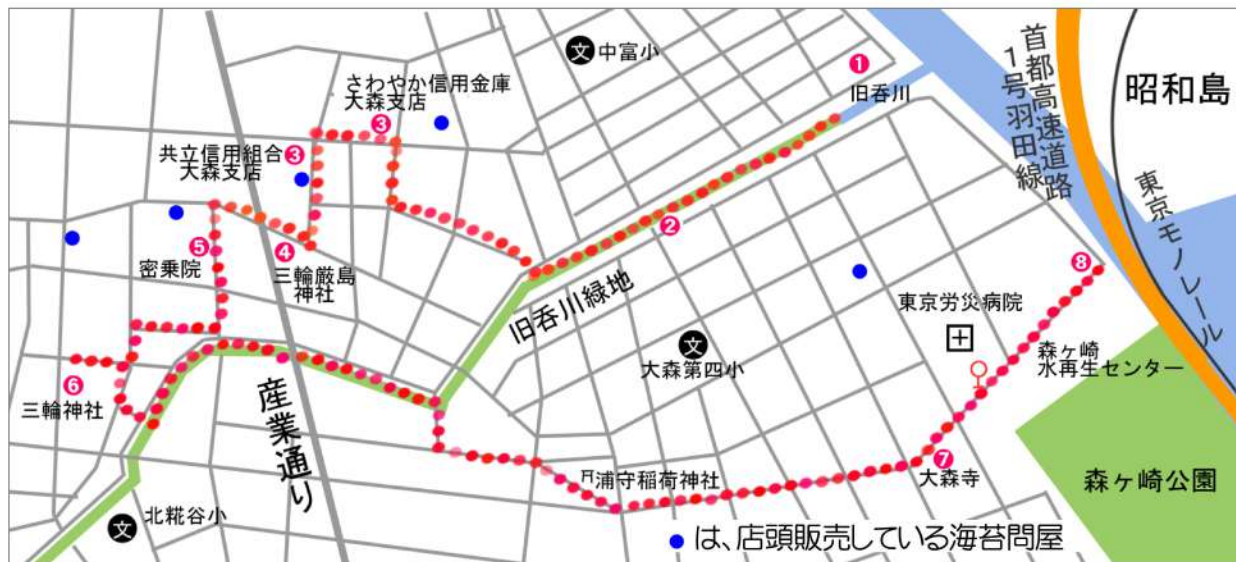 文 中富小
1
旧呑川
首都高速道路
1号羽田線
昭和島
東京モノレール
さわやか信用金庫
大森支店
3
共立信用組合
大森支店
3
2
5
密乗院
4
三輪厳島
神社
旧呑川緑地
8
東京労災病院
森ヶ崎
水再生センター
文
大森第四小
6
三輪神社
産業通り
浦守稲荷神社
7
大森寺
森ヶ崎公園
文 北糀谷小
は、店頭販売している海苔問屋